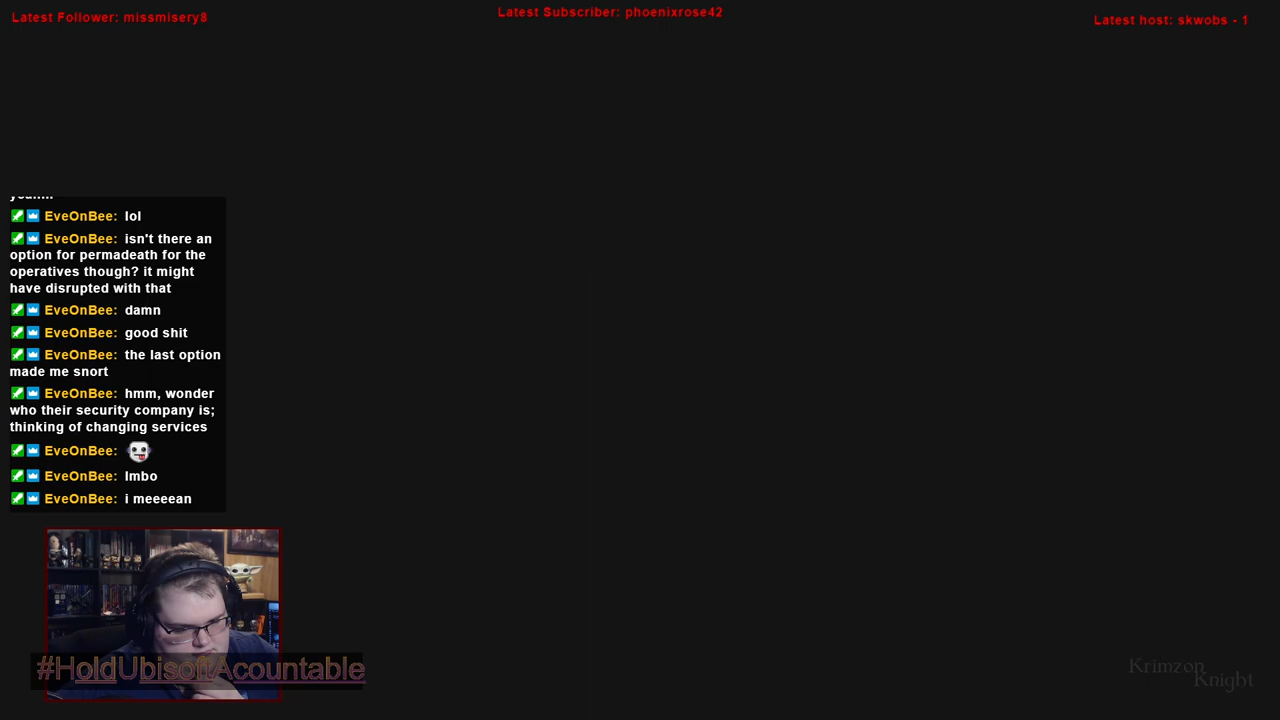 Latest Follower: missmisery8
Latest Subscriber: phoenixrose42
Latest host: skwobs - 1
EveOnBee: lol
EveOnBee: isn't there an
option for permadeath for the
operatives though? it might
have disrupted with that
EveOnBee: damn
EveOnBee: good shit
EveOnBee: the last option
made me snort
EveOnBee: hmm, wonder
who their security company is;
thinking of changing services
EveOnBee:
EveOnBee: lmbo
EveOnBee: i meeeean
#HoldUbisoftAcountable
Krimzon
Knight